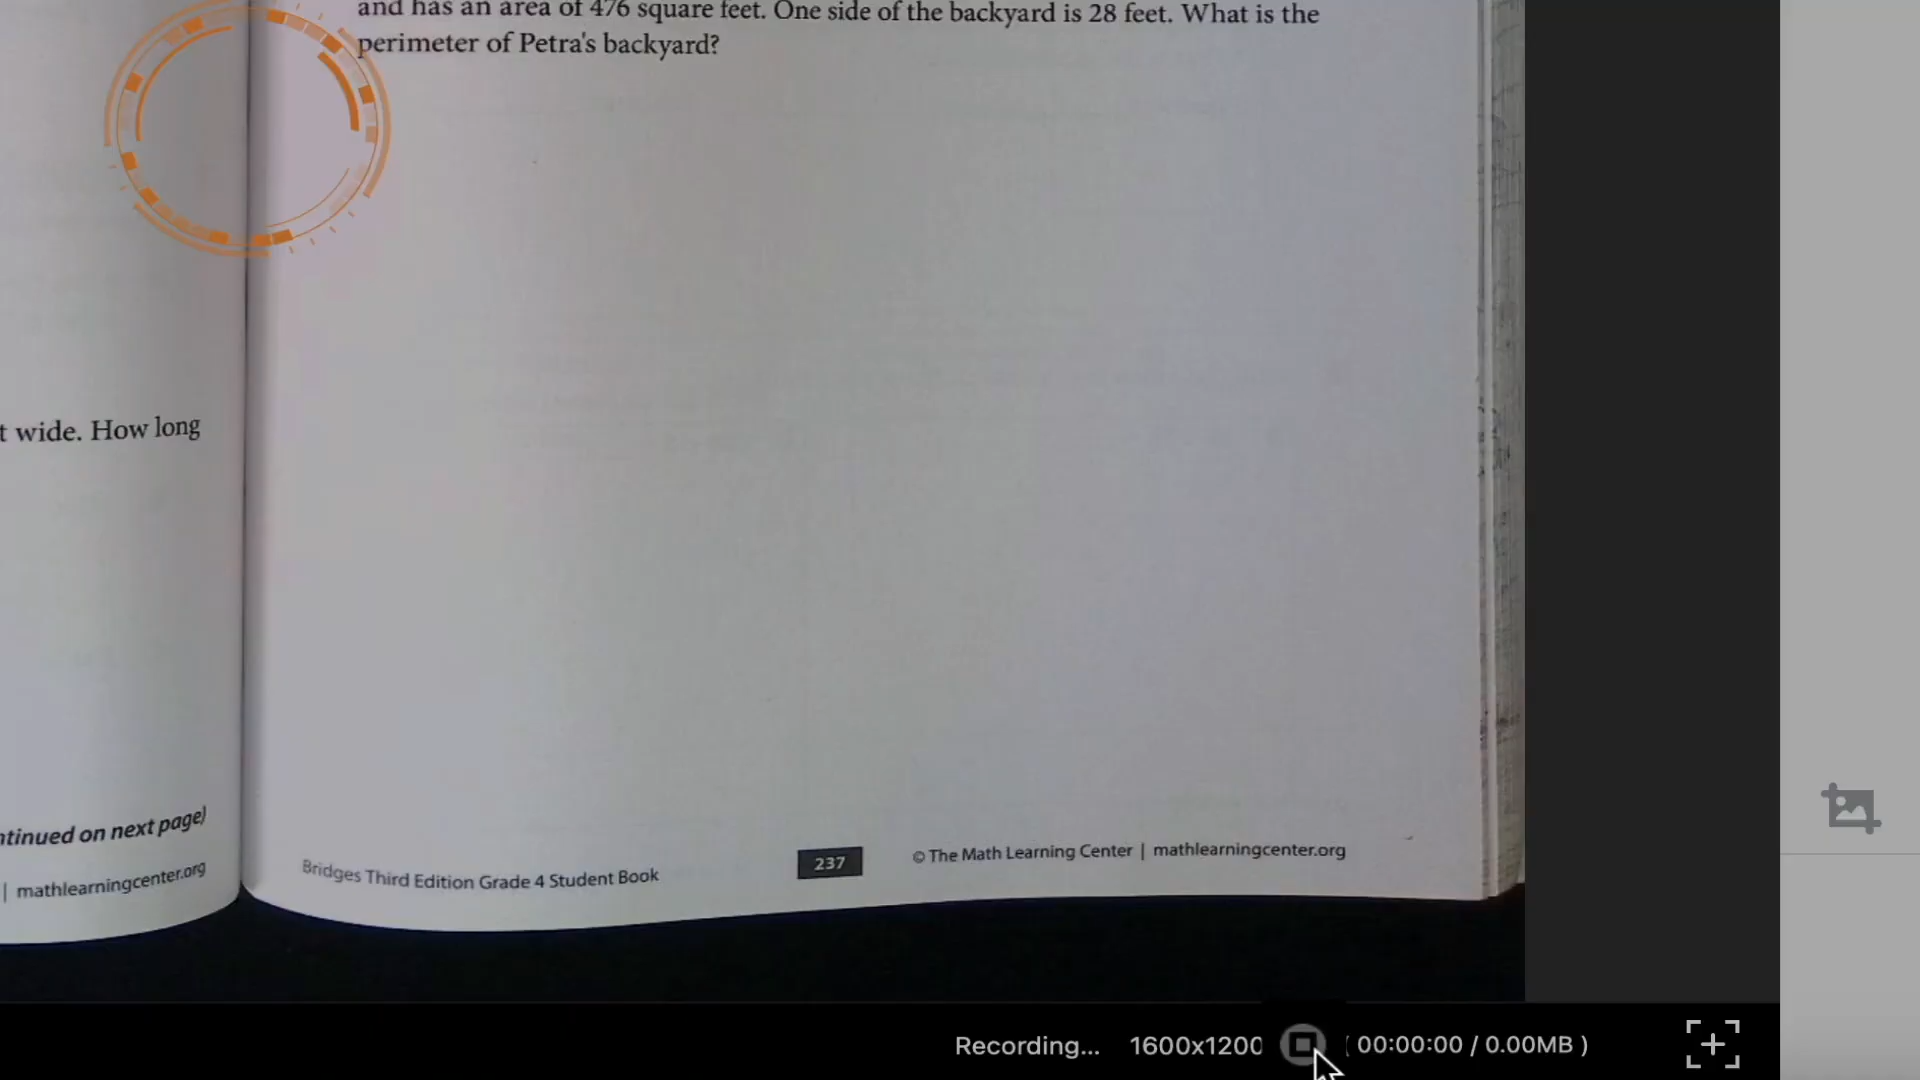 and has an area of 476 square feet. One side of the backyard is 28 feet. What is the
perimeter of Petra's backyard?
t wide. How long
ntinued on next page)
| mathlearningcenter.org
Bridges Third Edition Grade 4 Student Book
237
© The Math Learning Center | mathlearningcenter.org
Recording... 1600x1200 ( 00:00:00 / 0.00MB )